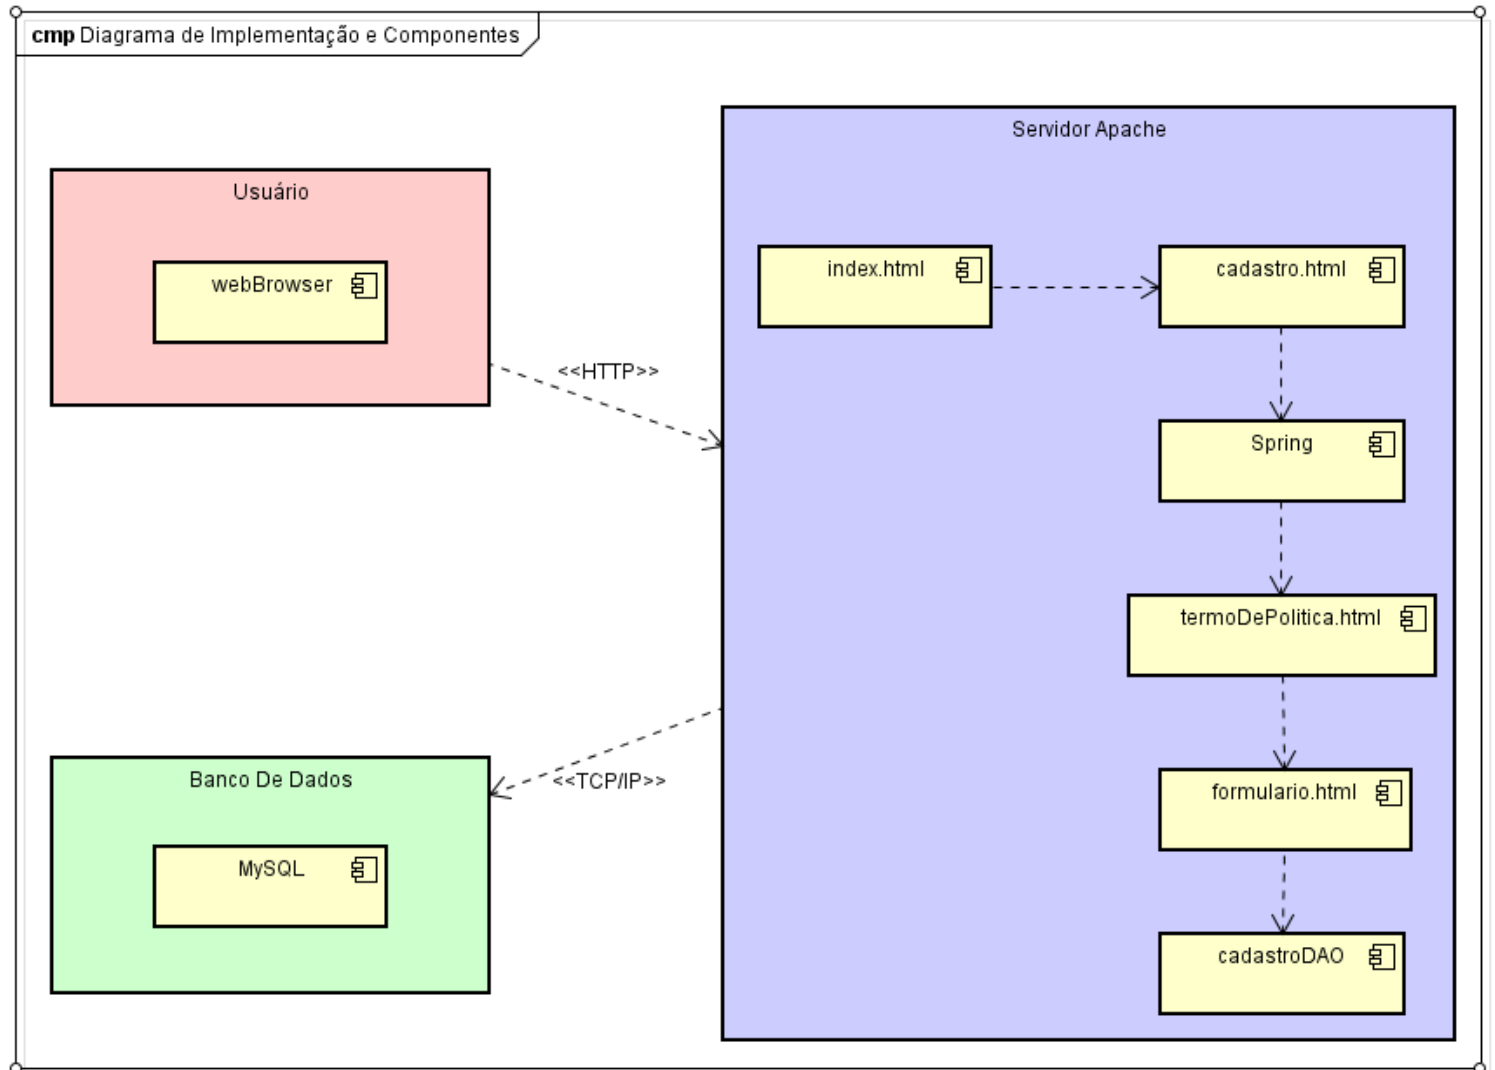 cmp Diagrama de Implementação e Componentes
Servidor Apache
Usuário
webBrowser
index.html
cadastro.html
<<HTTP>>
Spring
termoDePolitica.html
Banco De Dados
<<TCP/IP>>
formulario.html
MySQL
cadastroDAO